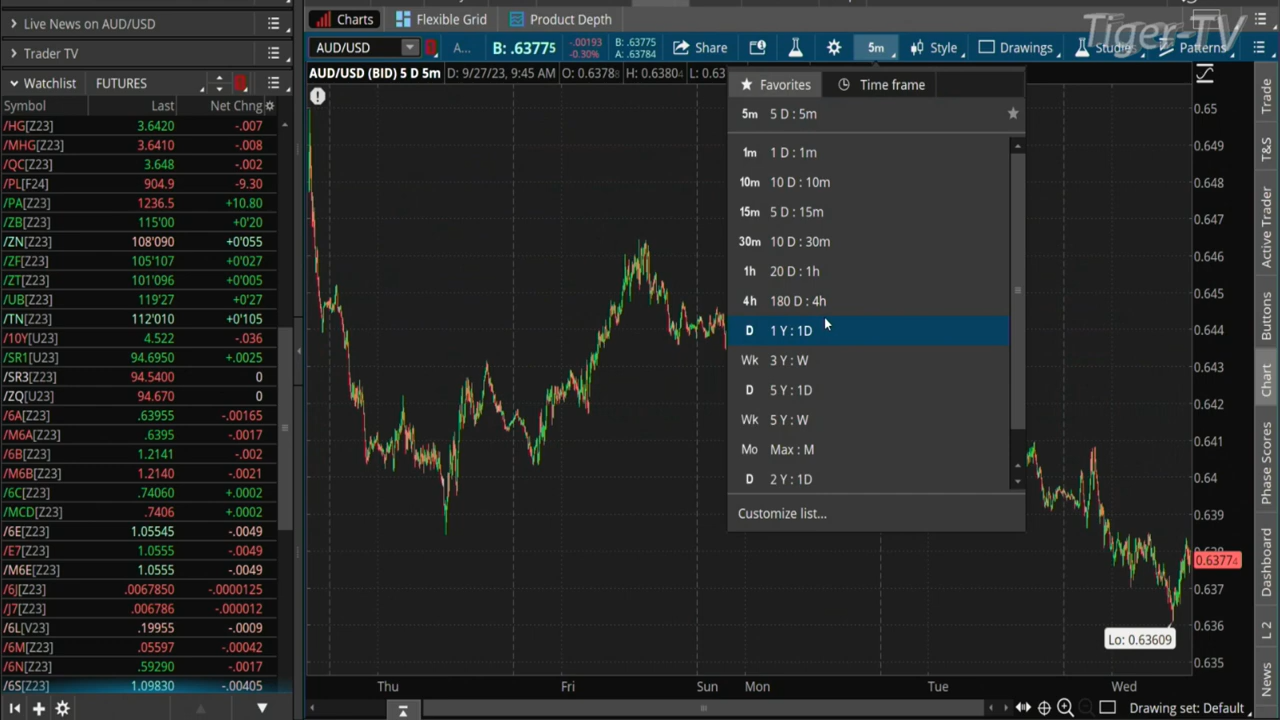 Live News on AUD/USD
Charts
Flexible Grid
Product Depth
Tiger-TV
Trader TV
AUD/USD
A...
B: .63775
-.00193
-0.30%
B: .63775
A: .63784
Share
5m
Style
Drawings
Studies
Patterns
Watchlist
FUTURES
AUD/USD (BID) 5 D 5m
D: 9/27/23, 9:45 AM
O: 0.6378
H: 0.63804
L: 0.63
Symbol
Last
Net Chng
/HG[Z23] 3.6420 -.007
/MHG[Z23] 3.6410 -.008
/QC[Z23] 3.648 -.002
/PL[F24] 904.9 -9.30
/PA[Z23] 1236.5 +10.80
/ZB[Z23] 115'00 +0'20
/ZN[Z23] 108'090 +0'055
/ZF[Z23] 105'107 +0'027
/ZT[Z23] 101'096 +0'005
/UB[Z23] 119'27 +0'27
/TN[Z23] 112'010 +0'105
/10Y[U23] 4.522 -.036
/SR1[U23] 94.6950 +.0025
/SR3[Z23] 94.5400 0
/ZQ[U23] 94.670 0
/6A[Z23] .63955 -.00165
/M6A[Z23] .6395 -.0017
/6B[Z23] 1.2141 -.002
/M6B[Z23] 1.2140 -.0021
/6C[Z23] .74060 +.0002
/MCD[Z23] .7406 +.0002
/6E[Z23] 1.05545 -.0049
/E7[Z23] 1.0555 -.0049
/M6E[Z23] 1.0555 -.0049
/6J[Z23] .0067850 -.0000125
/J7[Z23] .006786 -.000012
/6L[V23] .19955 -.0009
/6M[Z23] .05597 -.00042
/6N[Z23] .59290 -.0017
/6S[Z23] 1.09830 -.00405
Favorites
Time frame
5m 5 D : 5m
1m 1 D : 1m
10m 10 D : 10m
15m 5 D : 15m
30m 10 D : 30m
1h 20 D : 1h
4h 180 D : 4h
D 1 Y : 1D
Wk 3 Y : W
D 5 Y : 1D
Wk 5 Y : W
Mo Max : M
D 2 Y : 1D
Customize list...
0.65
0.649
0.648
0.647
0.646
0.645
0.644
0.643
0.642
0.641
0.64
0.639
0.63774
0.637
0.636
0.635
Lo: 0.63609
Thu
Fri
Sun
Mon
Tue
Wed
Drawing set: Default
Trade
T&S
Active Trader
Buttons
Chart
Phase Scores
Dashboard
L 2
News